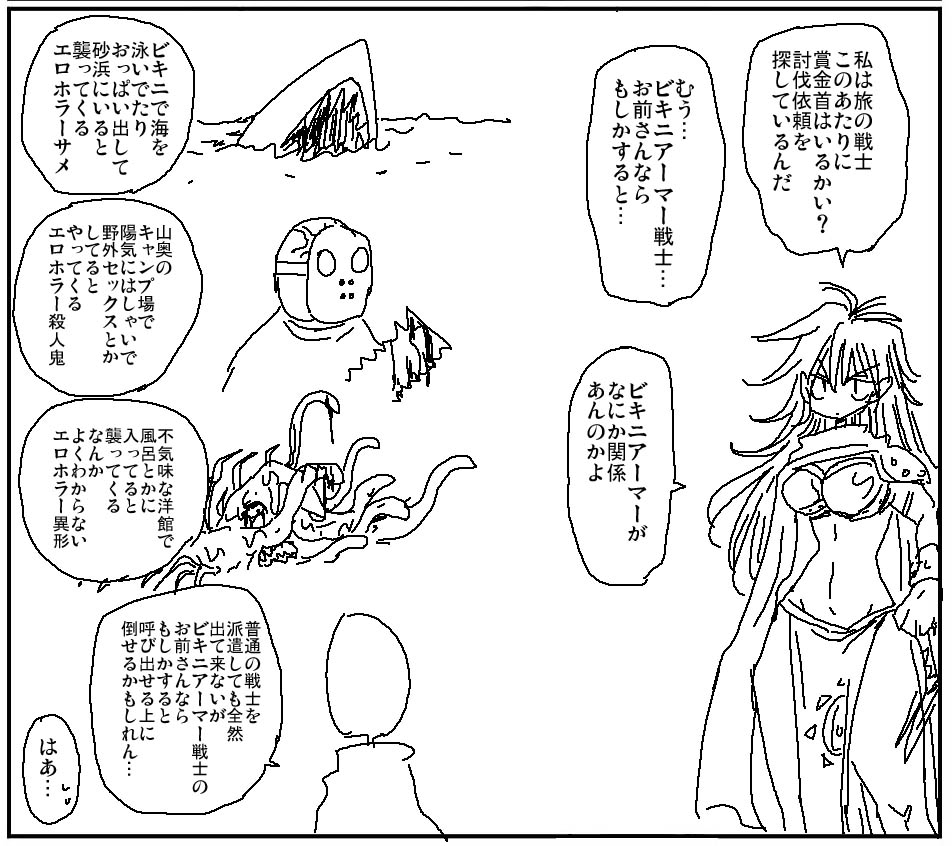 私は旅の戦士
このあたりに
賞金首はいるかい？
討伐依頼を
探しているんだ
むう…
ビキニアーマー戦士…
お前さんなら
もしかすると…
ビキニアーマーが
なにか関係
あんのかよ
ビキニで海を
泳いでたり
おっぱい出して
砂浜にいると
襲ってくる
エロホラーサメ
山奥の
キャンプ場で
陽気にはしゃいで
野外セックスとか
してると
やってくる
エロホラー殺人鬼
不気味な洋館で
風呂とかに
入ってると
襲ってくる
なんか
よくわからない
エロホラー異形
普通の戦士を
派遣しても全然
出て来ないが
ビキニアーマー戦士の
お前さんなら
もしかすると
呼び出せる上に
倒せるかもしれん…
はあ…